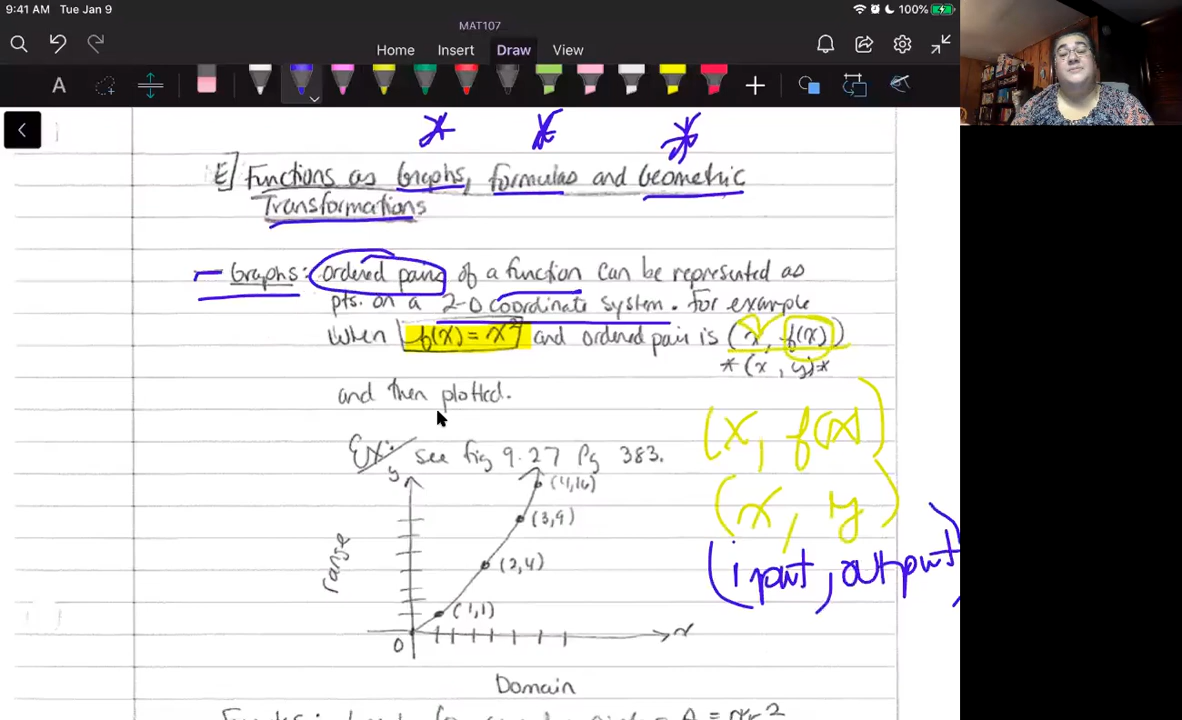 9:41 AM Tue Jan 9
100%
MAT107
Home Insert Draw View
E] Functions as Graphs, formulas and Geometric
Transformations
Graphs: Ordered pairs of a function can be represented as
pts. on a 2-D coordinate system. For example
When f(x) = x² and ordered pair is (x, f(x))
*(x, y)*
and then plotted.
(x, f(x))
Ex: see fig 9.27 Pg 383.
y
(4,16)
(x, y)
(3,9)
range
(2,4)
(input, output)
(1,1)
x
0
Domain
A = πr²